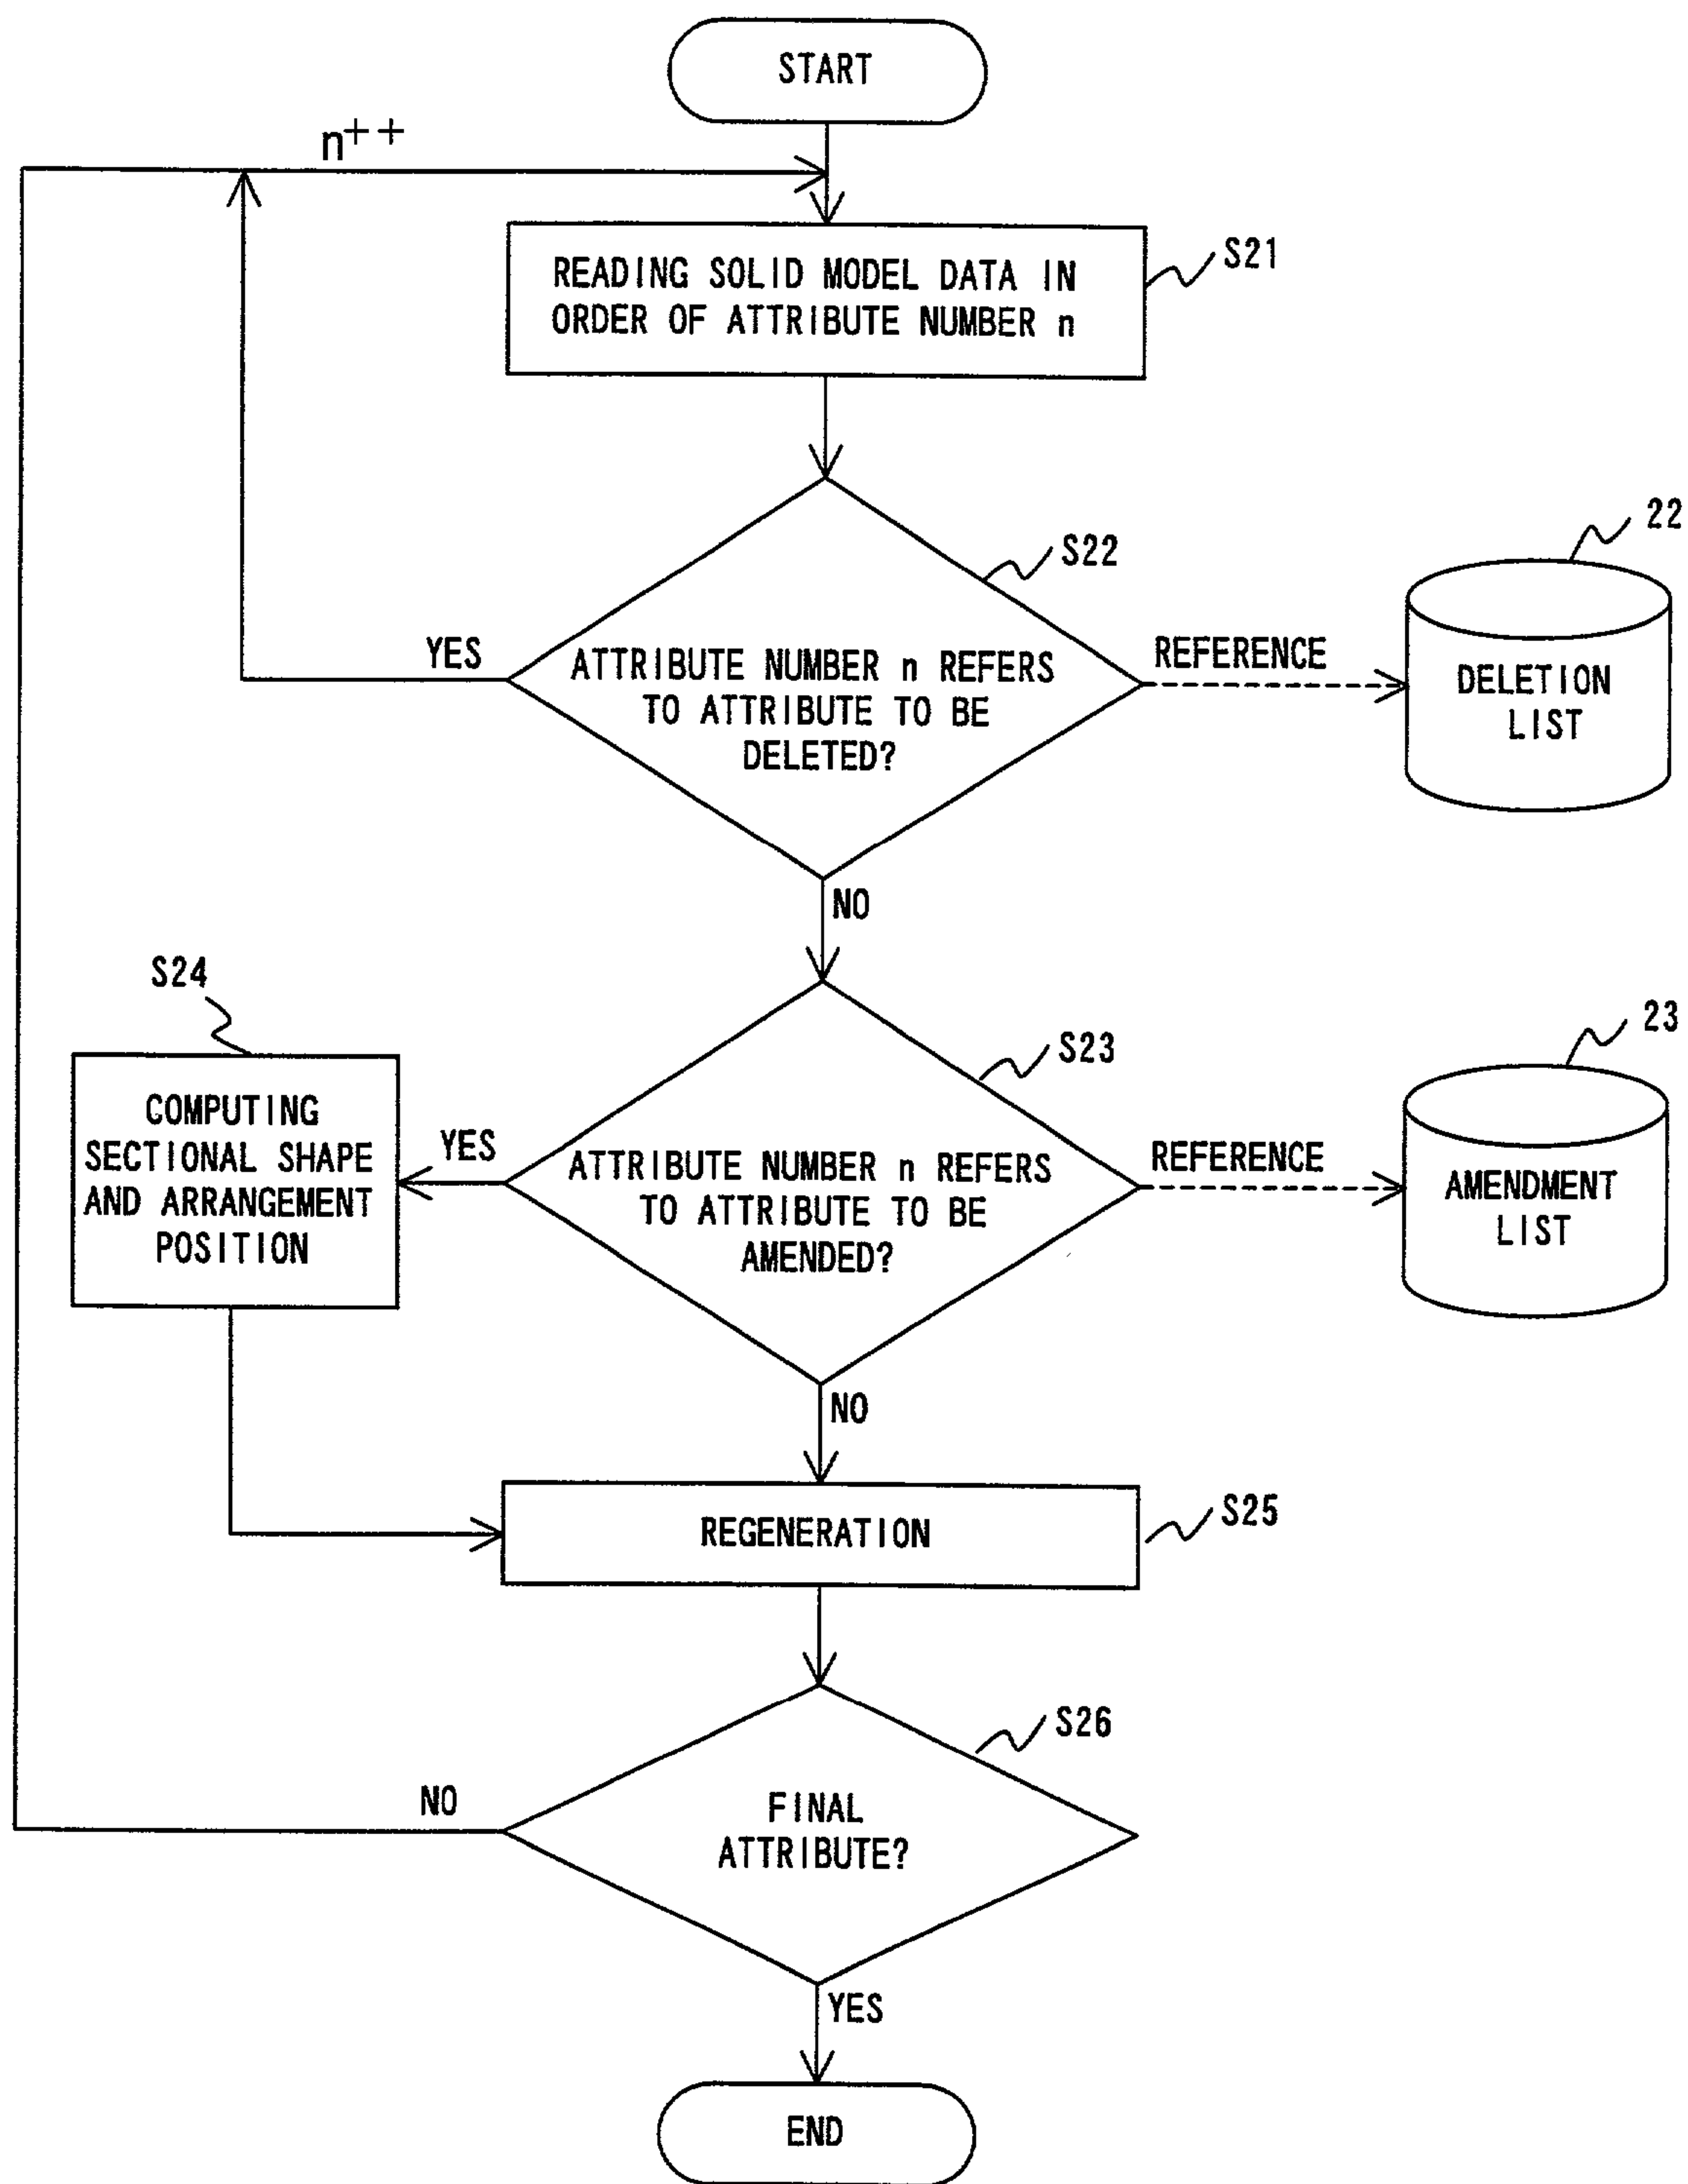 START
n++
READING SOLID MODEL DATA IN
ORDER OF ATTRIBUTE NUMBER n
S21
S22
22
YES
ATTRIBUTE NUMBER n REFERS
TO ATTRIBUTE TO BE
DELETED?
REFERENCE
DELETION
LIST
NO
S24
COMPUTING
SECTIONAL SHAPE
AND ARRANGEMENT
POSITION
YES
S23
ATTRIBUTE NUMBER n REFERS
TO ATTRIBUTE TO BE
AMENDED?
REFERENCE
23
AMENDMENT
LIST
NO
REGENERATION
S25
S26
NO
FINAL
ATTRIBUTE?
YES
END